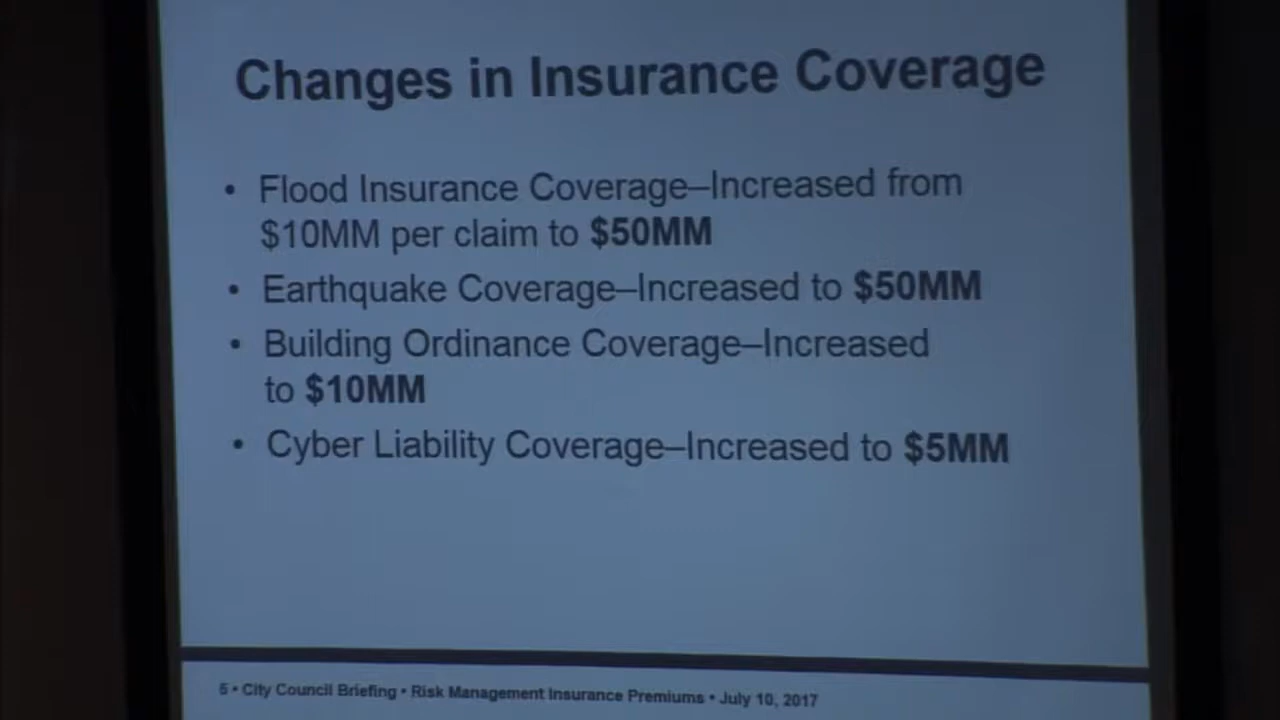 Changes in Insurance Coverage
• Flood Insurance Coverage–Increased from
$10MM per claim to $50MM
• Earthquake Coverage–Increased to $50MM
• Building Ordinance Coverage–Increased
to $10MM
• Cyber Liability Coverage–Increased to $5MM
5 • City Council Briefing • Risk Management Insurance Premiums • July 10, 2017